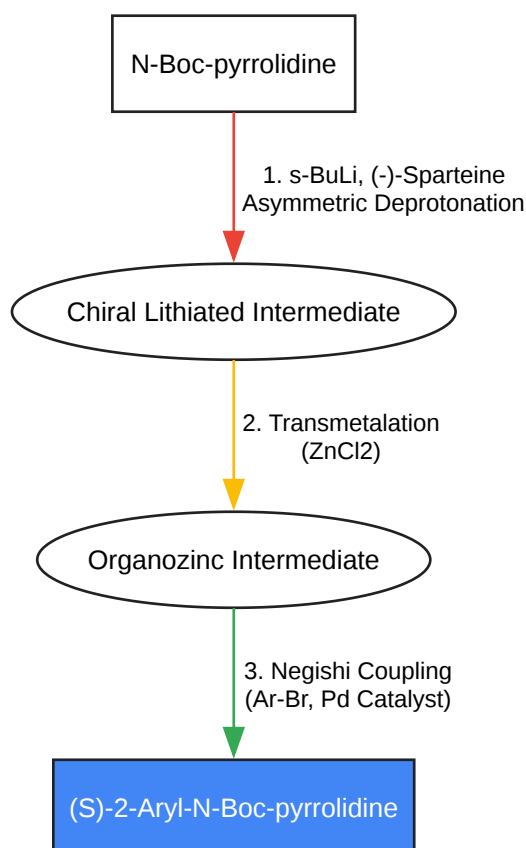 N-Boc-pyrrolidine
1. s-BuLi, (-)-Sparteine
Asymmetric Deprotonation
Chiral Lithiated Intermediate
2. Transmetalation
(ZnCl2)
Organozinc Intermediate
3. Negishi Coupling
(Ar-Br, Pd Catalyst)
(S)-2-Aryl-N-Boc-pyrrolidine